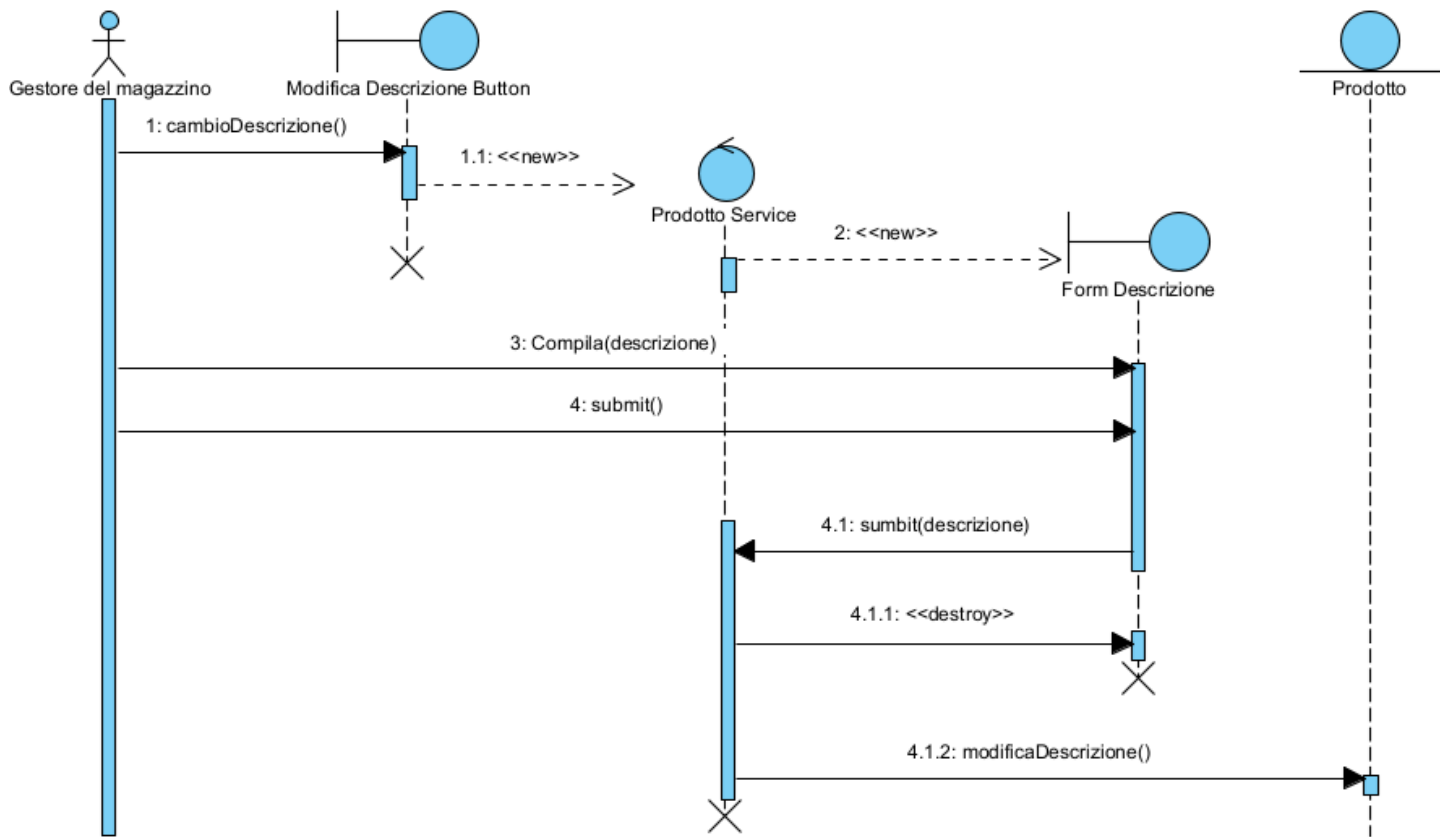 Gestore del magazzino
Modifica Descrizione Button
Prodotto
1: cambioDescrizione()
1.1: <<new>>
Prodotto Service
2: <<new>>
Form Descrizione
3: Compila(descrizione)
4: submit()
4.1: sumbit(descrizione)
4.1.1: <<destroy>>
4.1.2: modificaDescrizione()